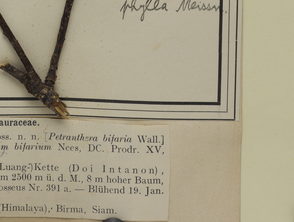 phylla Meissn.
auraceae.
oss. n. n. [Petranthera bifaria Wall.]
m bifarium Nees, DC. Prodr. XV,
Luang-)Kette (Doi Intanon),
m 2500 m ü. d. M., 8 m hoher Baum,
osseus Nr. 391 a. — Blühend 19. Jan.
(Himalaya), Birma, Siam.